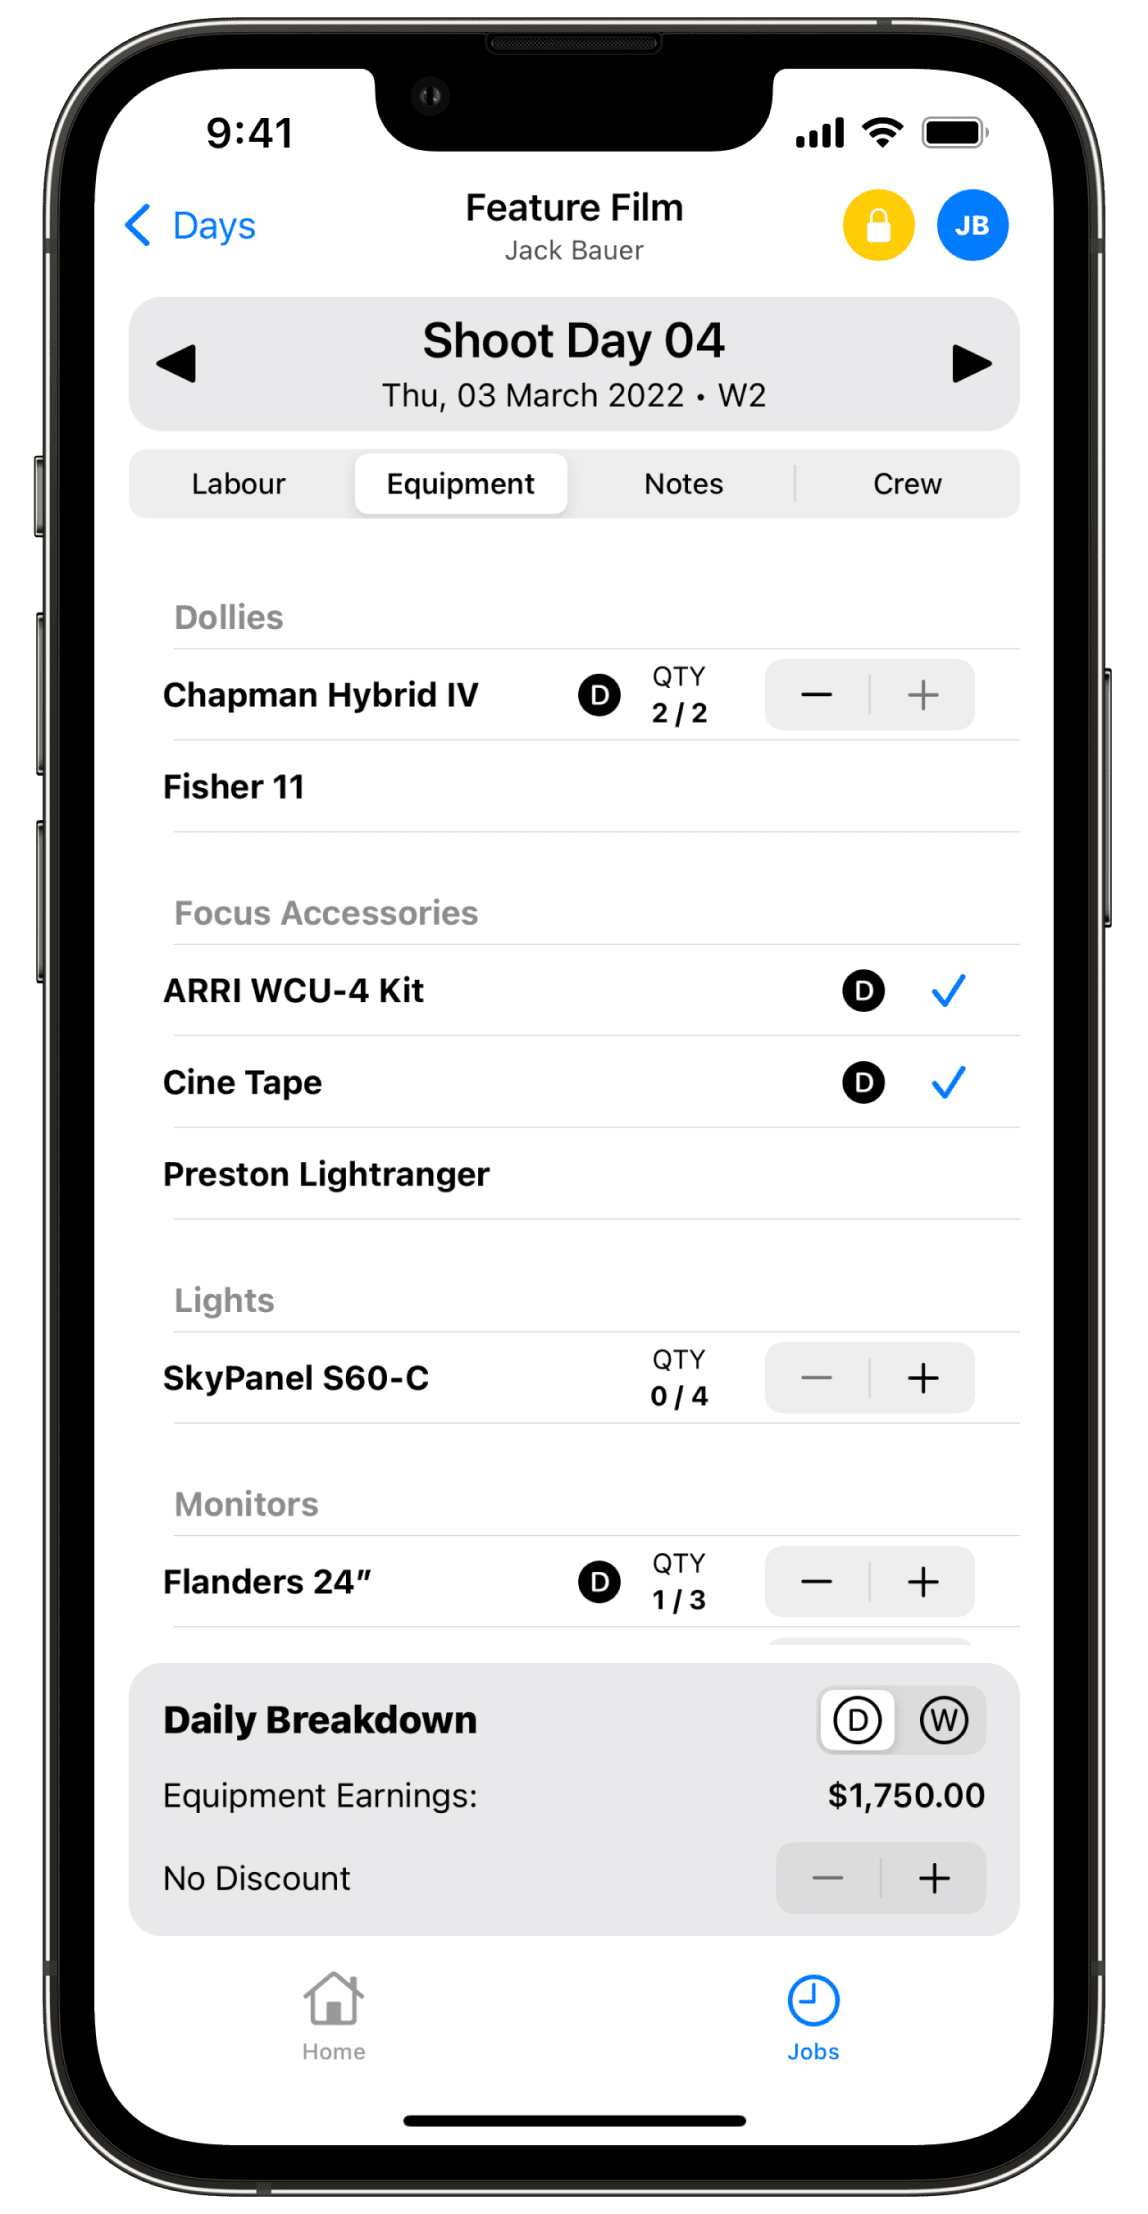 9:41
Days
Feature Film
Jack Bauer
JB
Shoot Day 04
Thu, 03 March 2022 • W2
Labour Equipment Notes Crew
Dollies
Chapman Hybrid IV D QTY 2 / 2 — +
Fisher 11
Focus Accessories
ARRI WCU-4 Kit D
Cine Tape D
Preston Lightranger
Lights
SkyPanel S60-C QTY 0 / 4 — +
Monitors
Flanders 24” D QTY 1 / 3 — +
Daily Breakdown D W
Equipment Earnings: $1,750.00
No Discount — +
Home Jobs